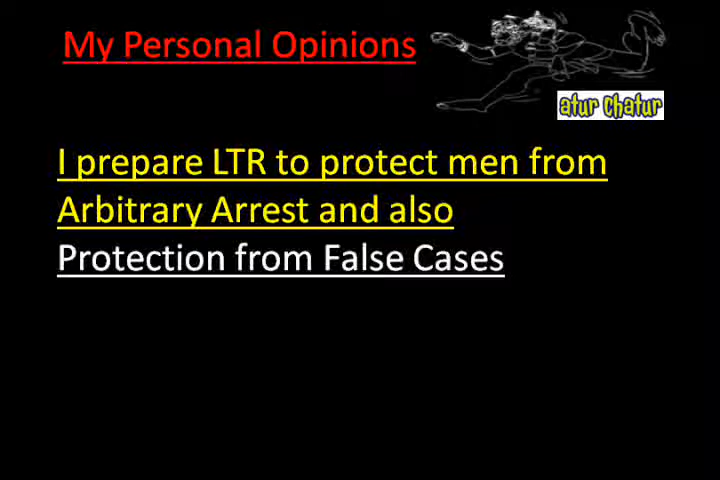 My Personal Opinions
atur chatur
I prepare LTR to protect men from
Arbitrary Arrest and also
Protection from False Cases